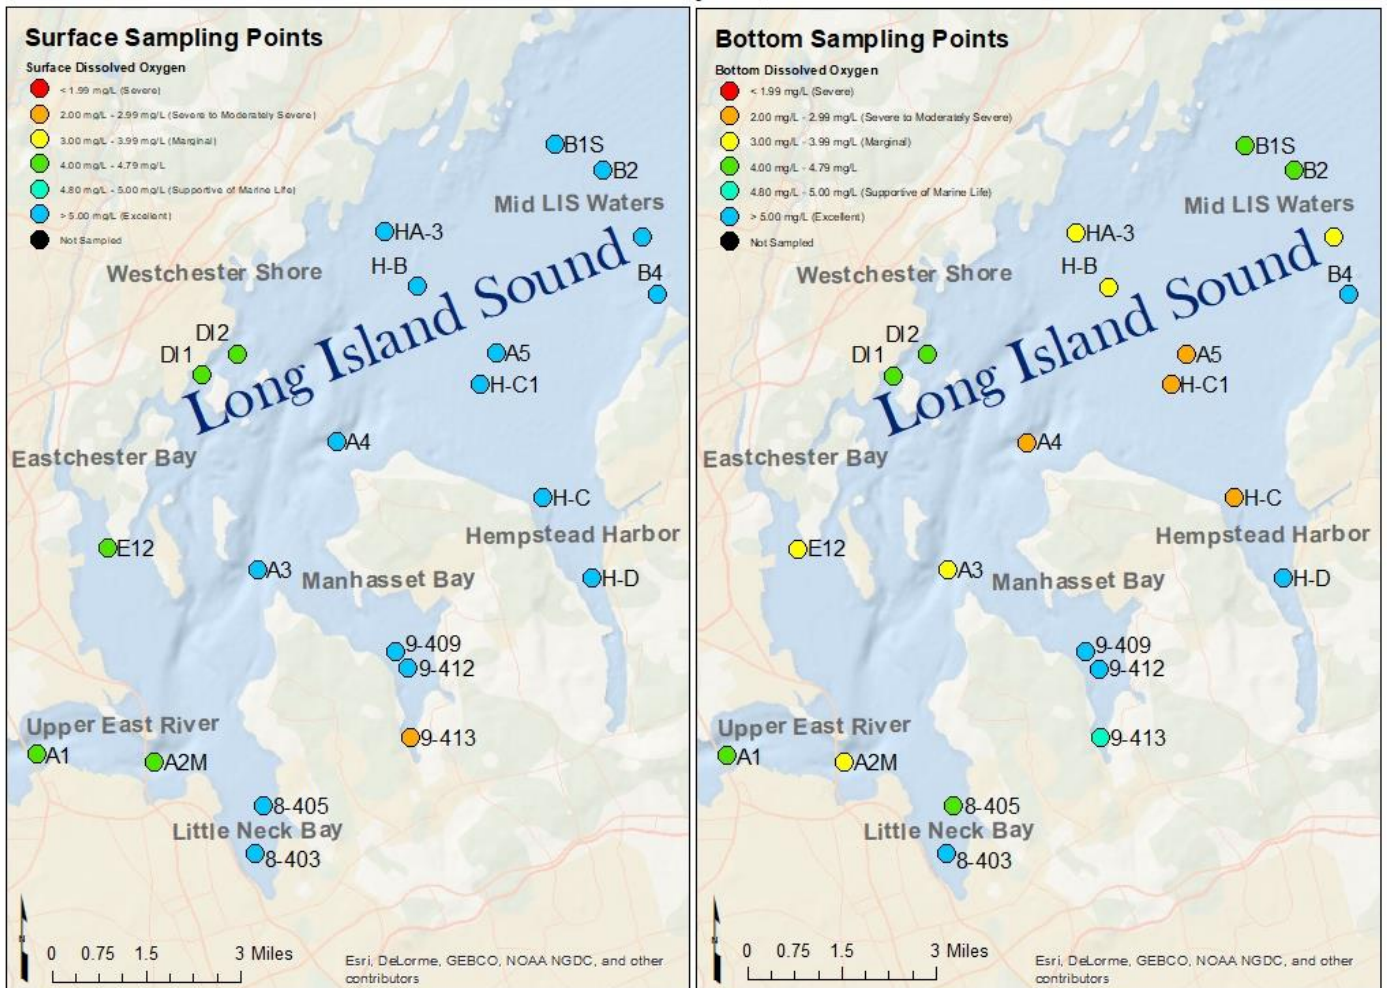 Surface Sampling Points
Surface Dissolved Oxygen
< 1.99 mg/L (Severe)
2.00 mg/L - 2.99 mg/L (Severe to Moderately Severe)
3.00 mg/L - 3.99 mg/L (Marginal)
4.00 mg/L - 4.79 mg/L
4.80 mg/L - 5.00 mg/L (Supportive of Marine Life)
> 5.00 mg/L (Excellent)
Not Sampled
B1S
B2
Mid LIS Waters
HA-3
H-B
Westchester Shore
B4
Long Island Sound
DI2
DI1
A5
H-C1
A4
Eastchester Bay
H-C
Hempstead Harbor
E12
A3
Manhasset Bay
H-D
9-409
9-412
Upper East River
9-413
A1
A2M
8-405
Little Neck Bay
8-403
N
0 0.75 1.5 3 Miles
Esri, DeLorme, GEBCO, NOAA NGDC, and other
contributors
Bottom Sampling Points
Bottom Dissolved Oxygen
< 1.99 mg/L (Severe)
2.00 mg/L - 2.99 mg/L (Severe to Moderately Severe)
3.00 mg/L - 3.99 mg/L (Marginal)
4.00 mg/L - 4.79 mg/L
4.80 mg/L - 5.00 mg/L (Supportive of Marine Life)
> 5.00 mg/L (Excellent)
Not Sampled
B1S
B2
Mid LIS Waters
HA-3
H-B
Westchester Shore
B4
Long Island Sound
DI2
DI1
A5
H-C1
A4
Eastchester Bay
H-C
Hempstead Harbor
E12
A3
Manhasset Bay
H-D
9-409
9-412
Upper East River
9-413
A1
A2M
8-405
Little Neck Bay
8-403
N
0 0.75 1.5 3 Miles
Esri, DeLorme, GEBCO, NOAA NGDC, and other
contributors